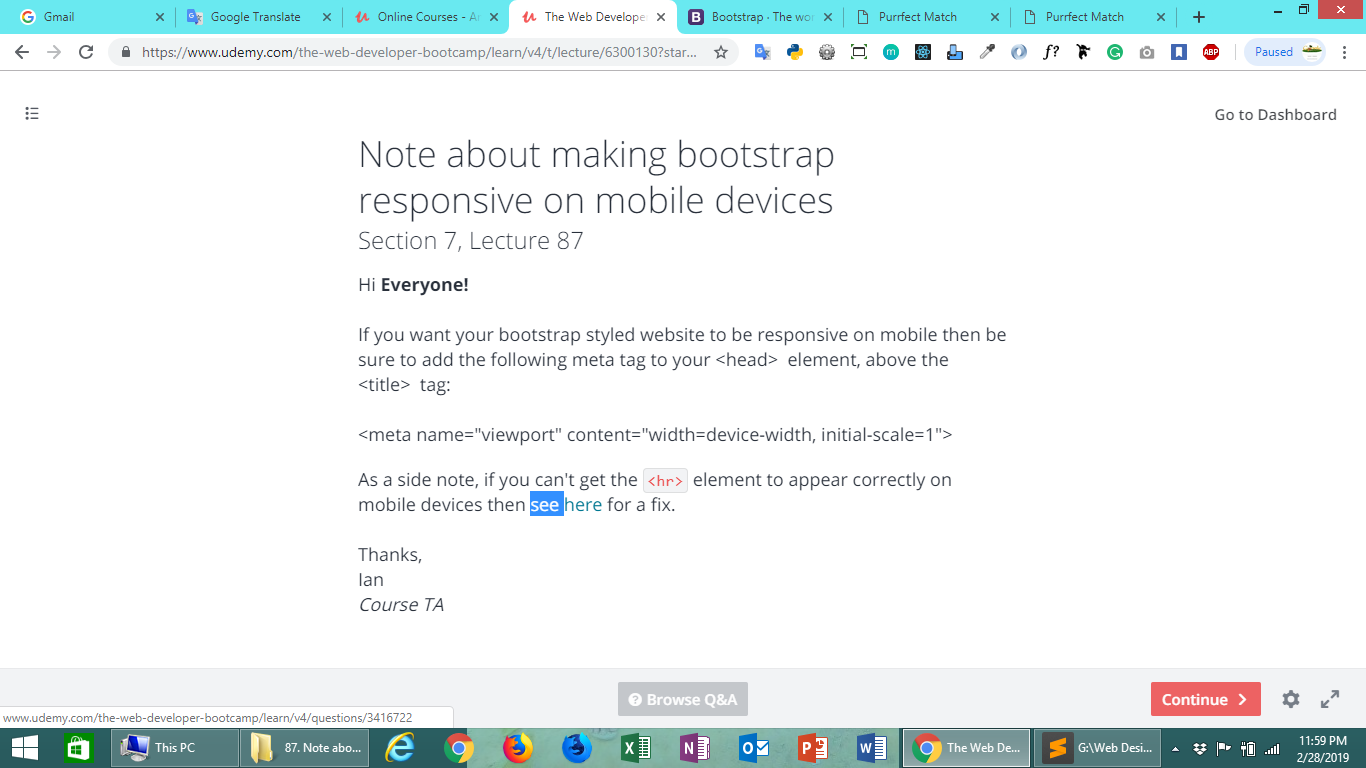 Gmail
Google Translate
Online Courses - A
The Web Develope
Bootstrap · The wo
Purrfect Match
Purrfect Match
https://www.udemy.com/the-web-developer-bootcamp/learn/v4/t/lecture/6300130?star...
m
f?
ABP
Paused
Go to Dashboard
Note about making bootstrap
responsive on mobile devices
Section 7, Lecture 87
Hi Everyone!
If you want your bootstrap styled website to be responsive on mobile then be
sure to add the following meta tag to your <head> element, above the
<title> tag:
<meta name="viewport" content="width=device-width, initial-scale=1">
As a side note, if you can't get the <hr> element to appear correctly on
mobile devices then see here for a fix.
Thanks,
Ian
Course TA
Browse Q&A
Continue
www.udemy.com/the-web-developer-bootcamp/learn/v4/questions/3416722
This PC
87. Note abo...
The Web De...
G:\Web Desi...
11:59 PM
2/28/2019